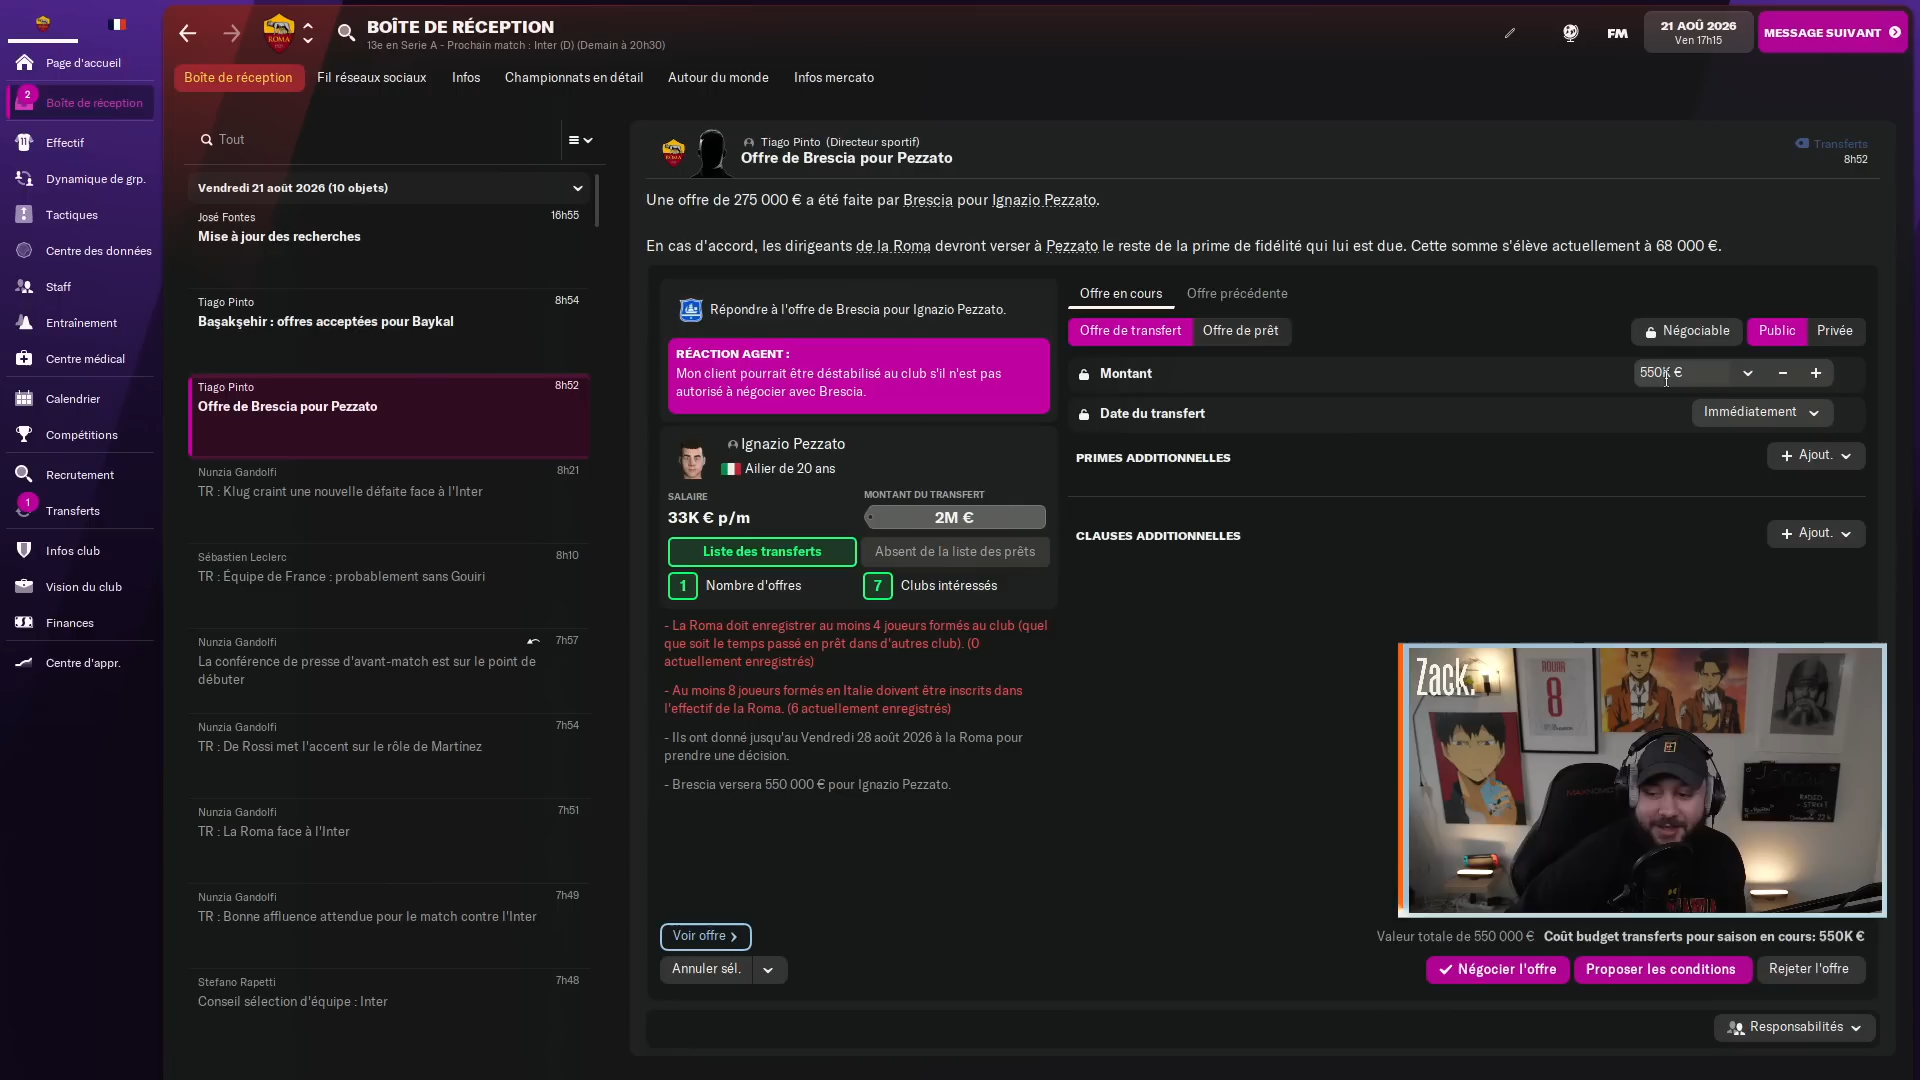 BOÎTE DE RÉCEPTION
13e en Serie A - Prochain match : Inter (D) (Demain à 20h30)
FM
21 AOÛ 2026
Ven 17h15
MESSAGE SUIVANT
Boîte de réception
Fil réseaux sociaux
Infos
Championnats en détail
Autour du monde
Infos mercato
Page d'accueil
2
Boîte de réception
Effectif
Dynamique de grp.
Tactiques
Centre des données
Staff
Entraînement
Centre médical
Calendrier
Compétitions
Recrutement
1
Transferts
Infos club
Vision du club
Finances
Centre d'appr.
Tout
Vendredi 21 août 2026 (10 objets)
José Fontes
16h55
Mise à jour des recherches
Tiago Pinto
8h54
Başakşehir : offres acceptées pour Baykal
Tiago Pinto
8h52
Offre de Brescia pour Pezzato
Nunzia Gandolfi
8h21
TR : Klug craint une nouvelle défaite face à l'Inter
Sébastien Leclerc
8h10
TR : Équipe de France : probablement sans Gouiri
Nunzia Gandolfi
7h57
La conférence de presse d'avant-match est sur le point de
débuter
Nunzia Gandolfi
7h54
TR : De Rossi met l'accent sur le rôle de Martínez
Nunzia Gandolfi
7h51
TR : La Roma face à l'Inter
Nunzia Gandolfi
7h49
TR : Bonne affluence attendue pour le match contre l'Inter
Stefano Rapetti
7h48
Conseil sélection d'équipe : Inter
Tiago Pinto (Directeur sportif)
Offre de Brescia pour Pezzato
Transferts
8h52
Une offre de 275 000 € a été faite par Brescia pour Ignazio Pezzato.
En cas d'accord, les dirigeants de la Roma devront verser à Pezzato le reste de la prime de fidélité qui lui est due. Cette somme s'élève actuellement à 68 000 €.
Répondre à l'offre de Brescia pour Ignazio Pezzato.
RÉACTION AGENT :
Mon client pourrait être déstabilisé au club s'il n'est pas
autorisé à négocier avec Brescia.
Ignazio Pezzato
Ailier de 20 ans
SALAIRE
33K € p/m
MONTANT DU TRANSFERT
2M €
Liste des transferts
Absent de la liste des prêts
1 Nombre d'offres
7 Clubs intéressés
- La Roma doit enregistrer au moins 4 joueurs formés au club (quel
que soit le temps passé en prêt dans d'autres club). (0
actuellement enregistrés)
- Au moins 8 joueurs formés en Italie doivent être inscrits dans
l'effectif de la Roma. (6 actuellement enregistrés)
- Ils ont donné jusqu'au Vendredi 28 août 2026 à la Roma pour
prendre une décision.
- Brescia versera 550 000 € pour Ignazio Pezzato.
Offre en cours
Offre précédente
Offre de transfert
Offre de prêt
Négociable
Public
Privée
Montant
550K €
Date du transfert
Immédiatement
PRIMES ADDITIONNELLES
Ajout.
CLAUSES ADDITIONNELLES
Ajout.
Zack.
8
Voir offre
Annuler sél.
Valeur totale de 550 000 € Coût budget transferts pour saison en cours: 550K €
Négocier l'offre
Proposer les conditions
Rejeter l'offre
Responsabilités